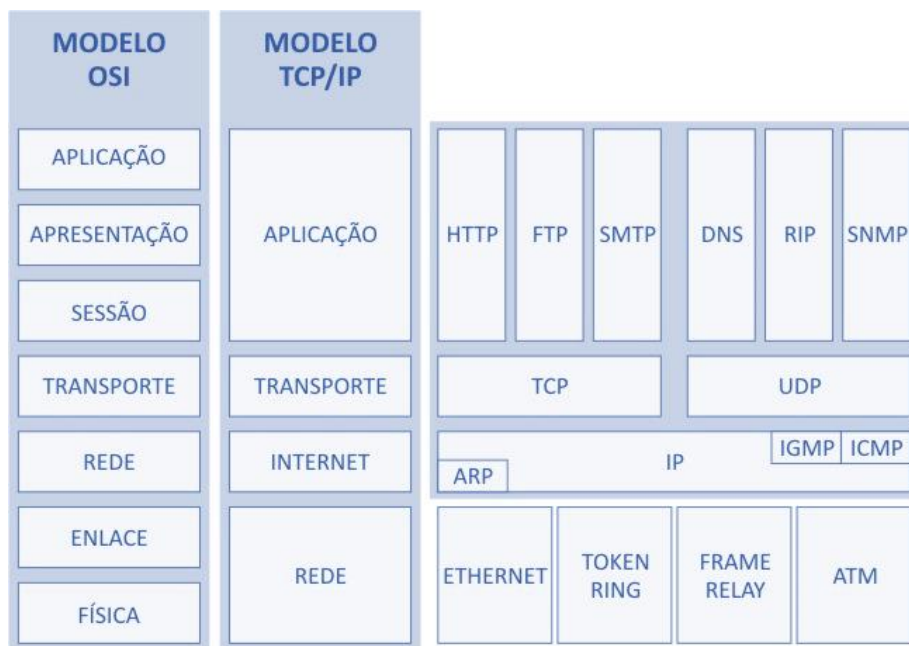 MODELO
OSI
MODELO
TCP/IP
APLICAÇÃO
APRESENTAÇÃO
SESSÃO
TRANSPORTE
REDE
ENLACE
FÍSICA
APLICAÇÃO
TRANSPORTE
INTERNET
REDE
HTTP FTP SMTP DNS RIP SNMP
TCP UDP
IP IGMP ICMP
ARP
ETHERNET
TOKEN
RING
FRAME
RELAY
ATM